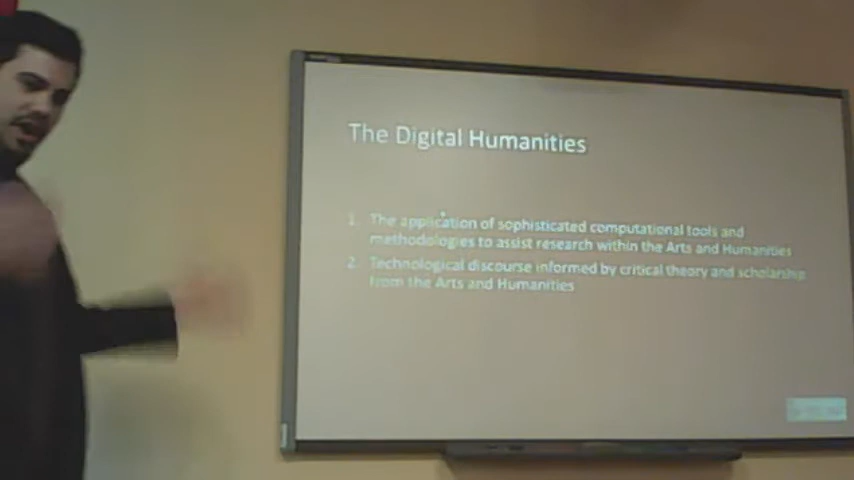 The Digital Humanities
1. The application of sophisticated computational tools and
methodologies to assist research within the Arts and Humanities
2. Technological discourse informed by critical theory and scholarship
from the Arts and Humanities